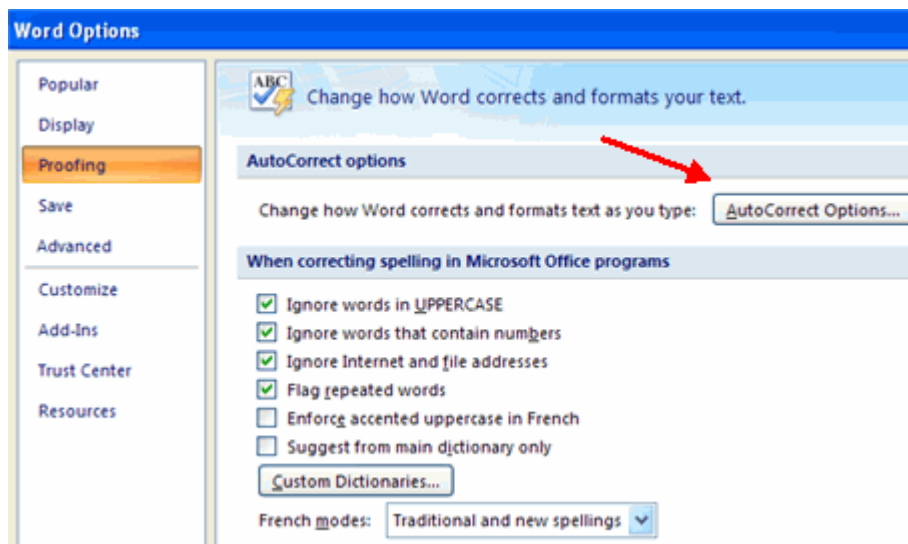 Word Options
Popular
Display
Proofing
Save
Advanced
Customize
Add-Ins
Trust Center
Resources
ABC
Change how Word corrects and formats your text.
AutoCorrect options
Change how Word corrects and formats text as you type:
AutoCorrect Options...
When correcting spelling in Microsoft Office programs
Ignore words in UPPERCASE
Ignore words that contain numbers
Ignore Internet and file addresses
Flag repeated words
Enforce accented uppercase in French
Suggest from main dictionary only
Custom Dictionaries...
French modes:
Traditional and new spellings